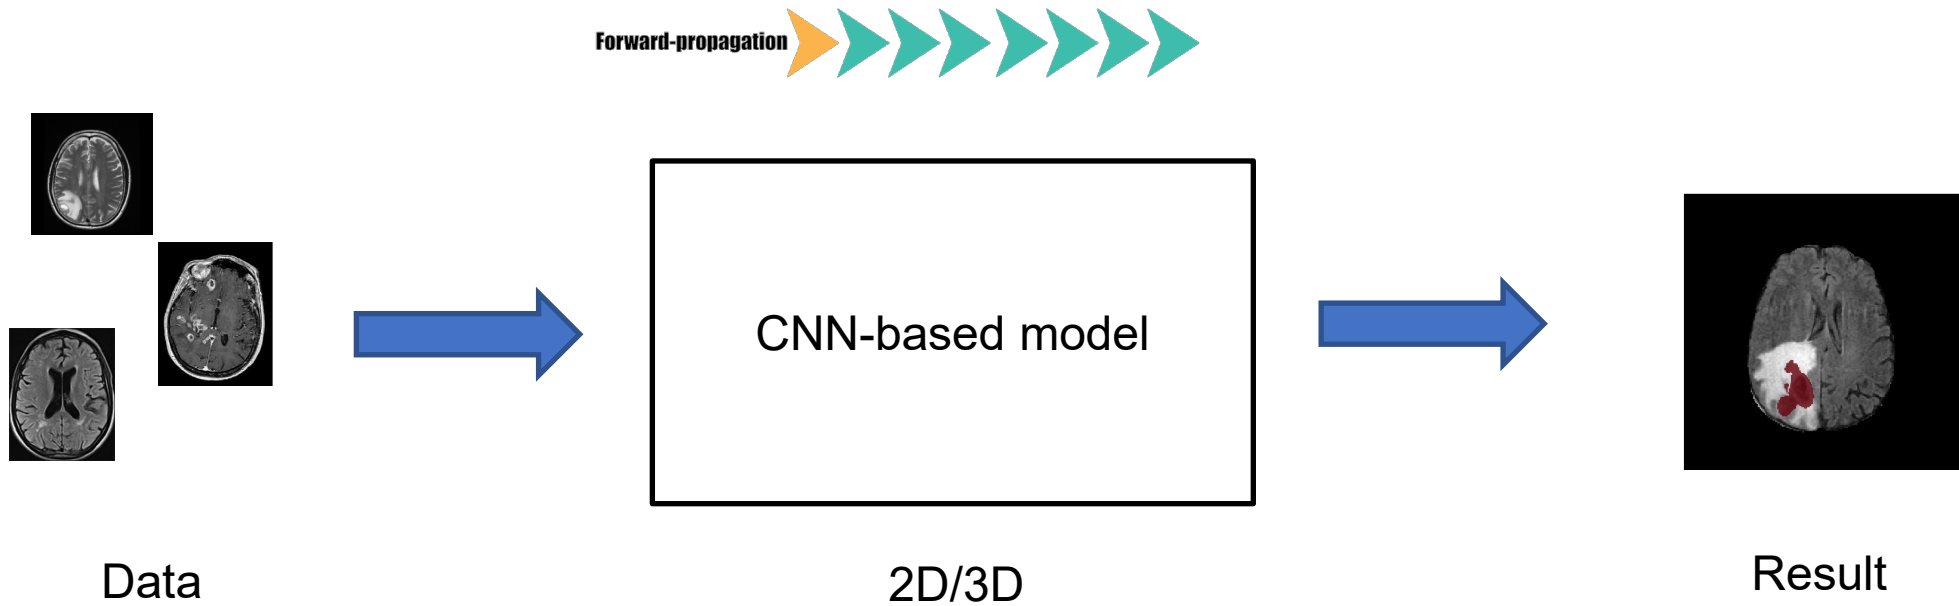 Forward-propagation
CNN-based model
Data
2D/3D
Result